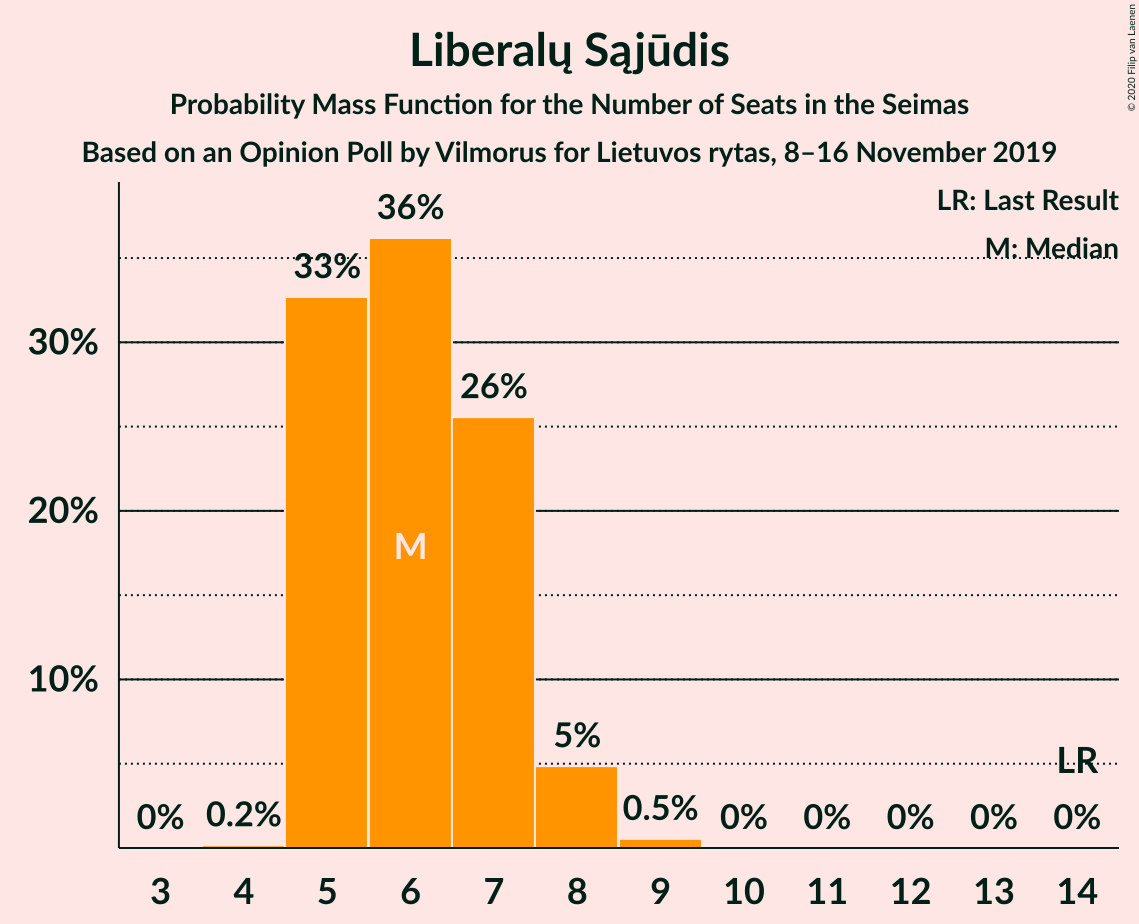 Liberalų Sąjūdis
Probability Mass Function for the Number of Seats in the Seimas
Based on an Opinion Poll by Vilmorus for Lietuvos rytas, 8–16 November 2019
© 2020 Filip van Laenen
LR: Last Result
M: Median
30%
20%
10%
0%
0.2%
33%
36%
26%
5%
0.5%
0%
0%
0%
0%
0%
M
LR
3 4 5 6 7 8 9 10 11 12 13 14